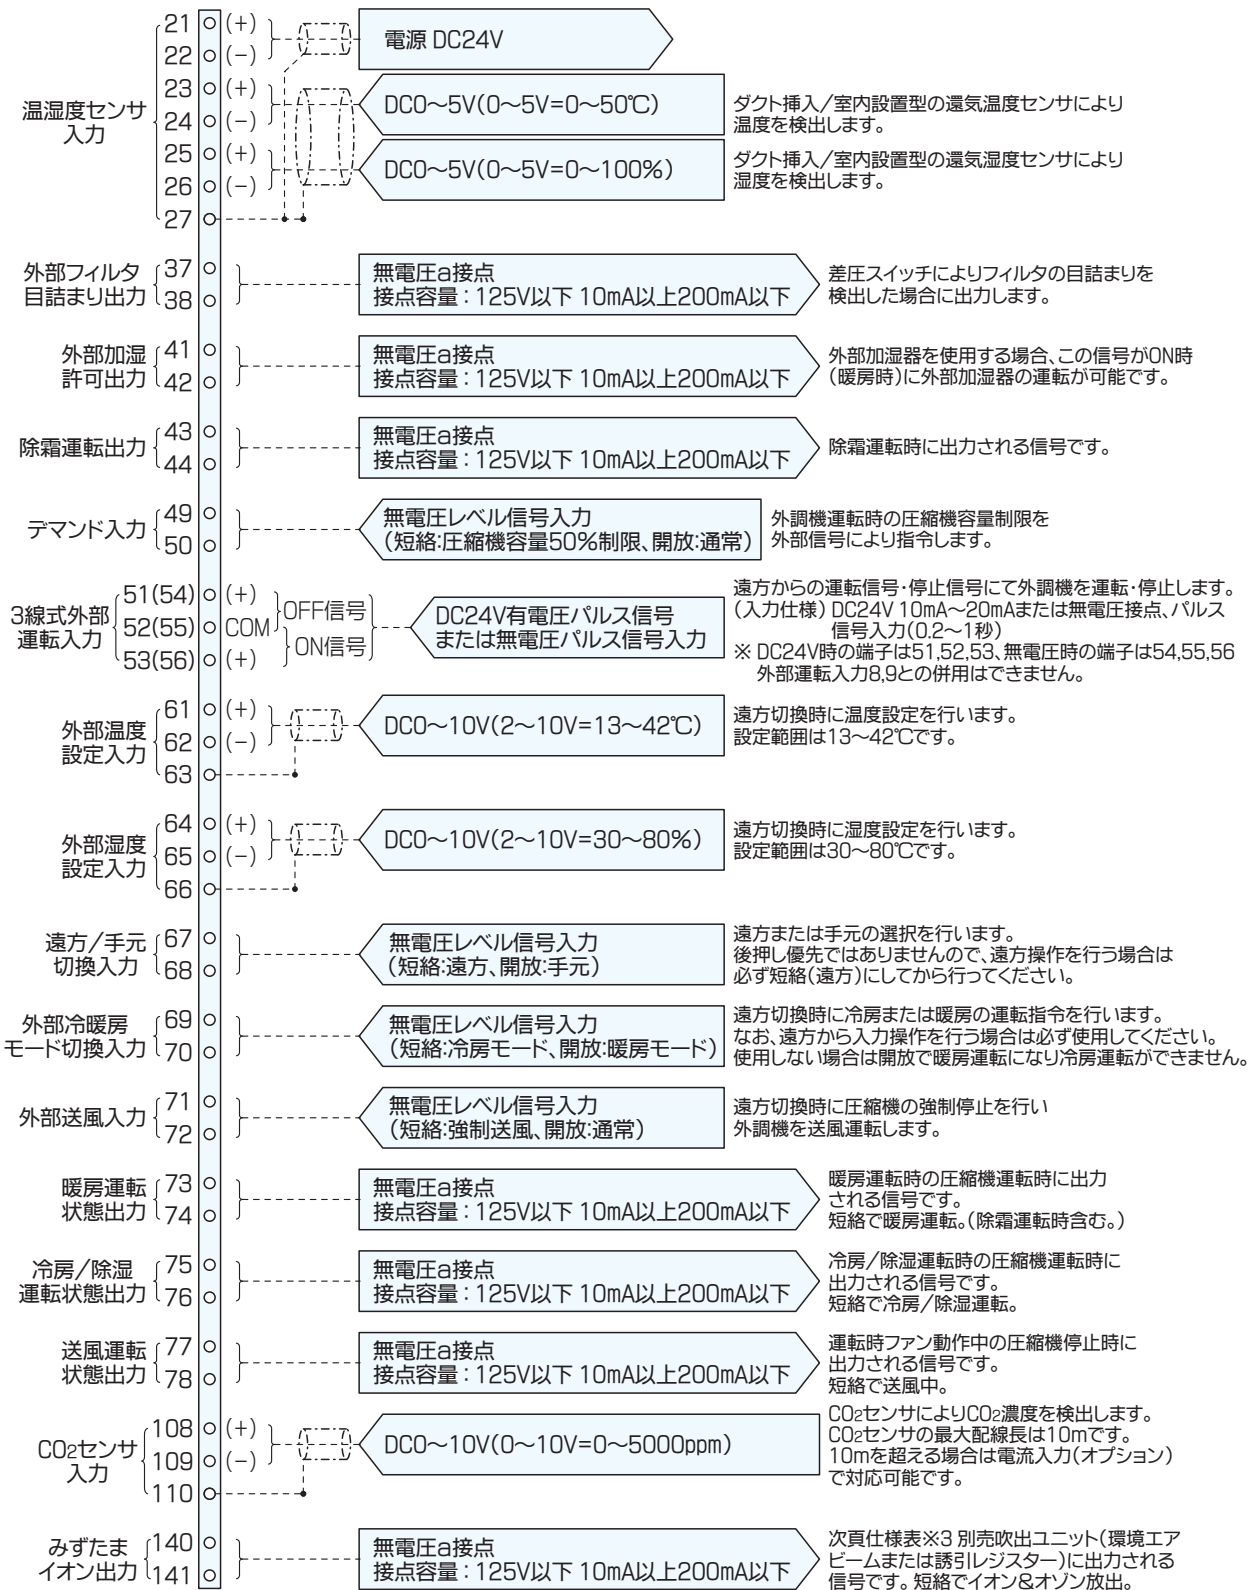 21 (+)
22 (−)
23 (+)
24 (−)
25 (+)
26 (−)
27
温湿度センサ
入力
電源 DC24V
DC0～5V(0～5V=0～50℃)
ダクト挿入/室内設置型の還気温度センサにより
温度を検出します。
DC0～5V(0～5V=0～100%)
ダクト挿入/室内設置型の還気湿度センサにより
湿度を検出します。
外部フィルタ
目詰まり出力
37
38
無電圧a接点
接点容量：125V以下 10mA以上200mA以下
差圧スイッチによりフィルタの目詰まりを
検出した場合に出力します。
外部加湿
許可出力
41
42
無電圧a接点
接点容量：125V以下 10mA以上200mA以下
外部加湿器を使用する場合、この信号がON時
(暖房時)に外部加湿器の運転が可能です。
除霜運転出力
43
44
無電圧a接点
接点容量：125V以下 10mA以上200mA以下
除霜運転時に出力される信号です。
デマンド入力
49
50
無電圧レベル信号入力
(短絡:圧縮機容量50%制限、開放:通常)
外調機運転時の圧縮機容量制限を
外部信号により指令します。
3線式外部
運転入力
51(54) (+)
52(55) COM
53(56) (+)
OFF信号
ON信号
DC24V有電圧パルス信号
または無電圧パルス信号入力
遠方からの運転信号・停止信号にて外調機を運転・停止します。
(入力仕様) DC24V 10mA～20mAまたは無電圧接点、パルス
信号入力(0.2～1秒)
※ DC24V時の端子は51,52,53、無電圧時の端子は54,55,56
外部運転入力8,9との併用はできません。
外部温度
設定入力
61 (+)
62 (−)
63
DC0～10V(2～10V=13～42℃)
遠方切換時に温度設定を行います。
設定範囲は13～42℃です。
外部湿度
設定入力
64 (+)
65 (−)
66
DC0～10V(2～10V=30～80%)
遠方切換時に湿度設定を行います。
設定範囲は30～80℃です。
遠方/手元
切換入力
67
68
無電圧レベル信号入力
(短絡:遠方、開放:手元)
遠方または手元の選択を行います。
後押し優先ではありませんので、遠方操作を行う場合は
必ず短絡(遠方)にしてから行ってください。
外部冷暖房
モード切換入力
69
70
無電圧レベル信号入力
(短絡:冷房モード、開放:暖房モード)
遠方切換時に冷房または暖房の運転指令を行います。
なお、遠方から入力操作を行う場合は必ず使用してください。
使用しない場合は開放で暖房運転になり冷房運転ができません。
外部送風入力
71
72
無電圧レベル信号入力
(短絡:強制送風、開放:通常)
遠方切換時に圧縮機の強制停止を行い
外調機を送風運転します。
暖房運転
状態出力
73
74
無電圧a接点
接点容量：125V以下 10mA以上200mA以下
暖房運転時の圧縮機運転時に出力
される信号です。
短絡で暖房運転。(除霜運転時含む。)
冷房/除湿
運転状態出力
75
76
無電圧a接点
接点容量：125V以下 10mA以上200mA以下
冷房/除湿運転時の圧縮機運転時に
出力される信号です。
短絡で冷房/除湿運転。
送風運転
状態出力
77
78
無電圧a接点
接点容量：125V以下 10mA以上200mA以下
運転時ファン動作中の圧縮機停止時に
出力される信号です。
短絡で送風中。
CO2センサ
入力
108 (+)
109 (−)
110
DC0～10V(0～10V=0～5000ppm)
CO2センサによりCO2濃度を検出します。
CO2センサの最大配線長は10mです。
10mを超える場合は電流入力(オプション)
で対応可能です。
みずたま
イオン出力
140
141
無電圧a接点
接点容量：125V以下 10mA以上200mA以下
次頁仕様表※3 別売吹出ユニット(環境エア
ビームまたは誘引レジスター)に出力される
信号です。短絡でイオン&オゾン放出。